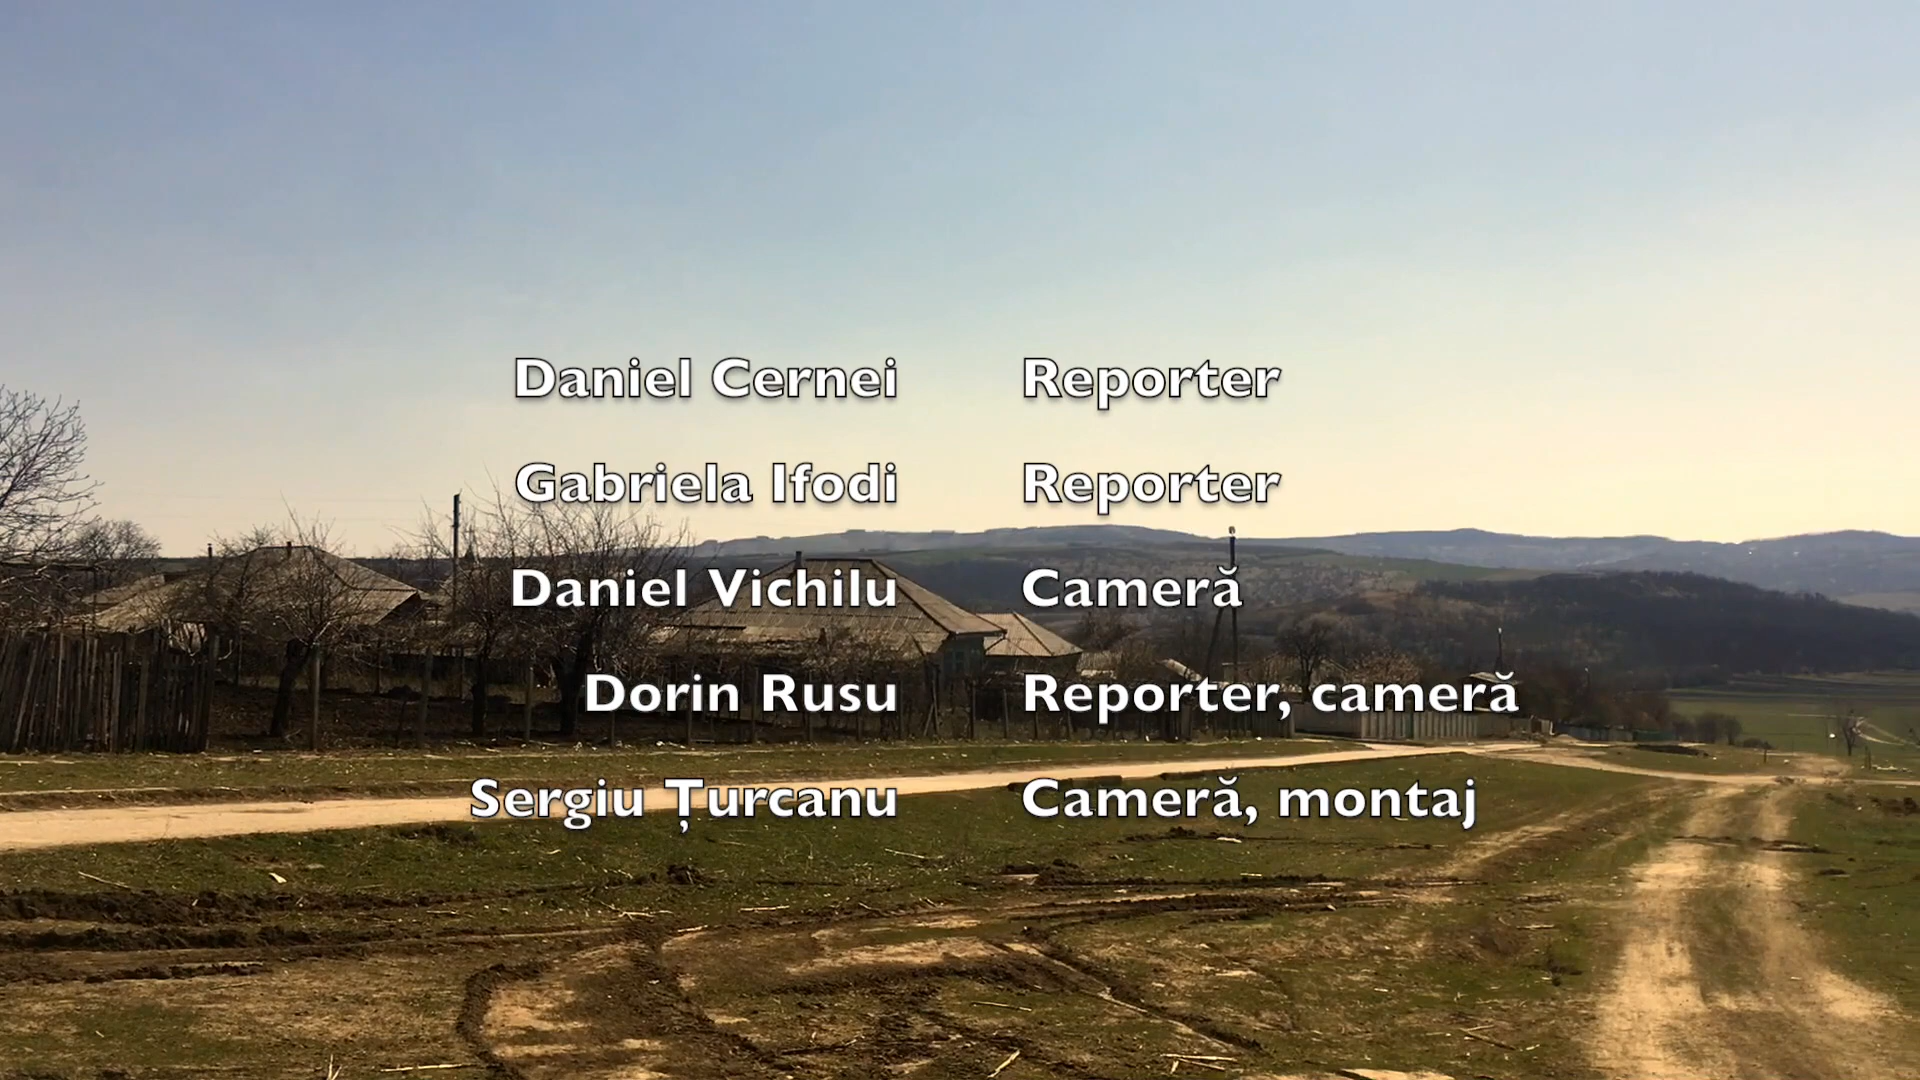 Daniel Cernei Reporter
Gabriela Ifodi Reporter
Daniel Vichilu Cameră
Dorin Rusu Reporter, cameră
Sergiu Țurcanu Cameră, montaj